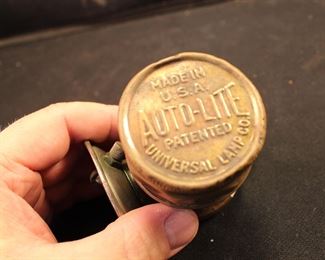 MADE IN
U.S.A.
AUTO-LITE
PATENTED
UNIVERSAL LAMP CO.